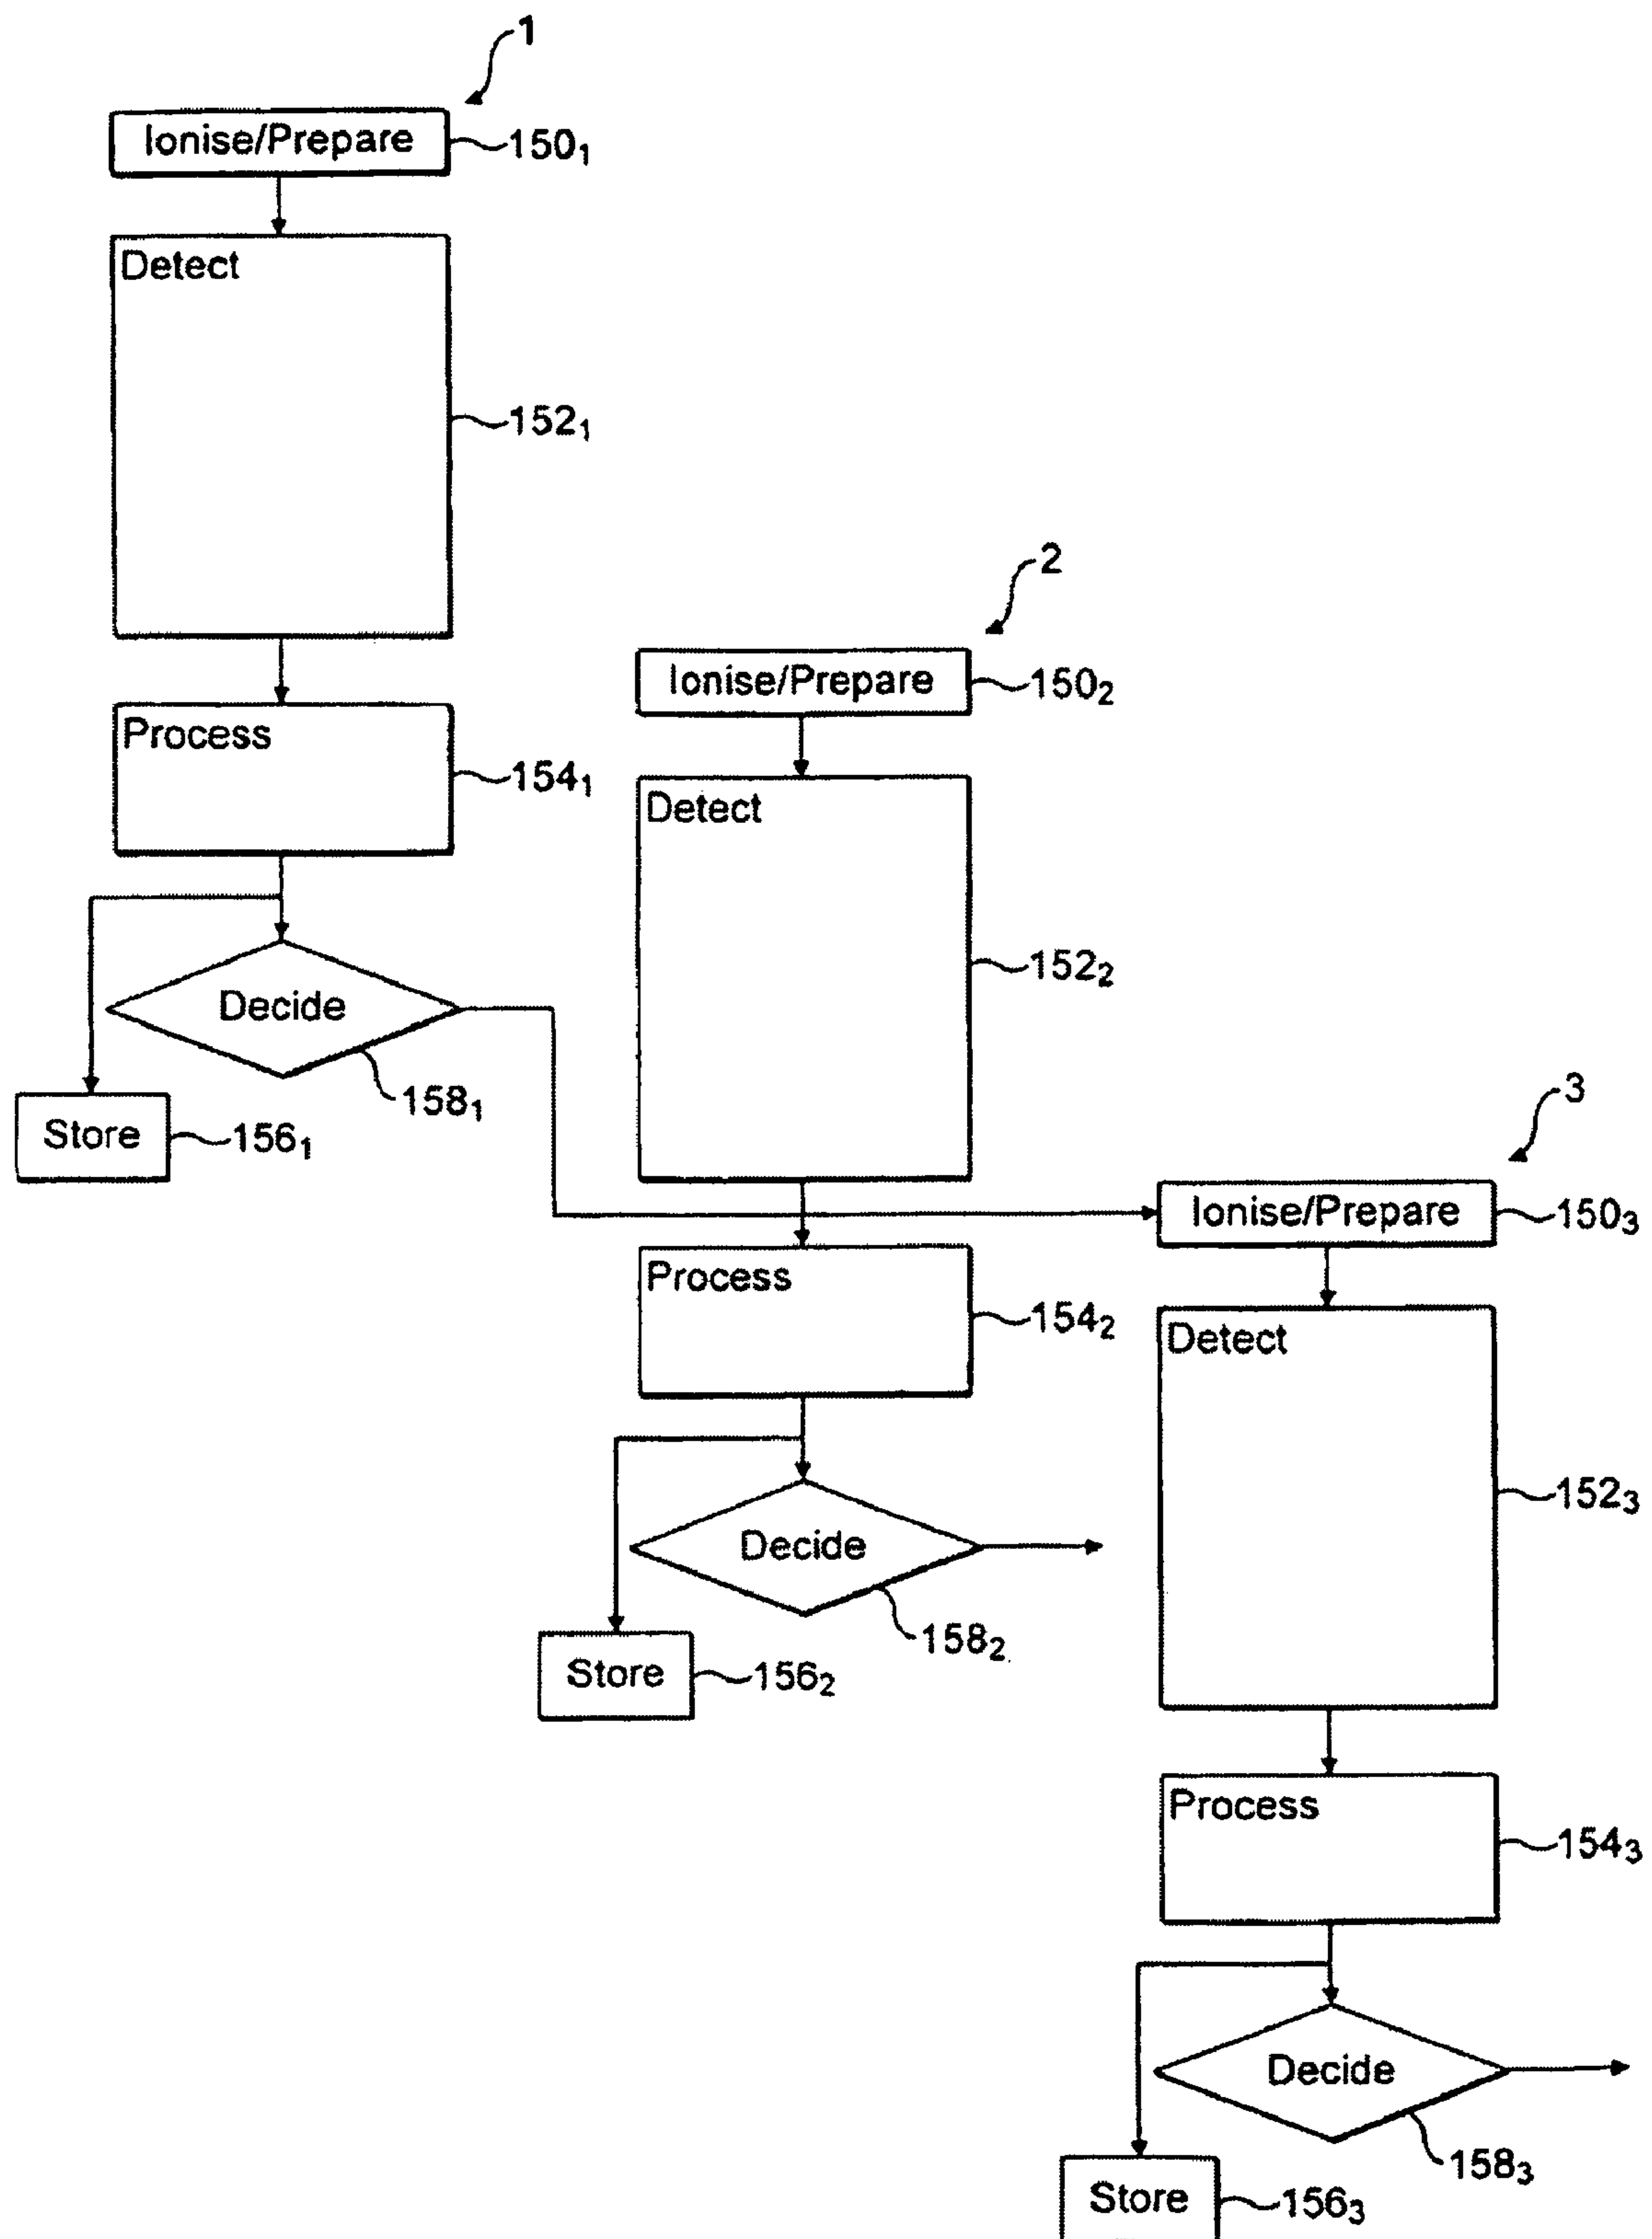 1
Ionise/Prepare
150₁
Detect
152₁
Process
154₁
Decide
158₁
Store
156₁
2
Ionise/Prepare
150₂
Detect
152₂
Process
154₂
Decide
158₂
Store
156₂
3
Ionise/Prepare
150₃
Detect
152₃
Process
154₃
Decide
158₃
Store
156₃